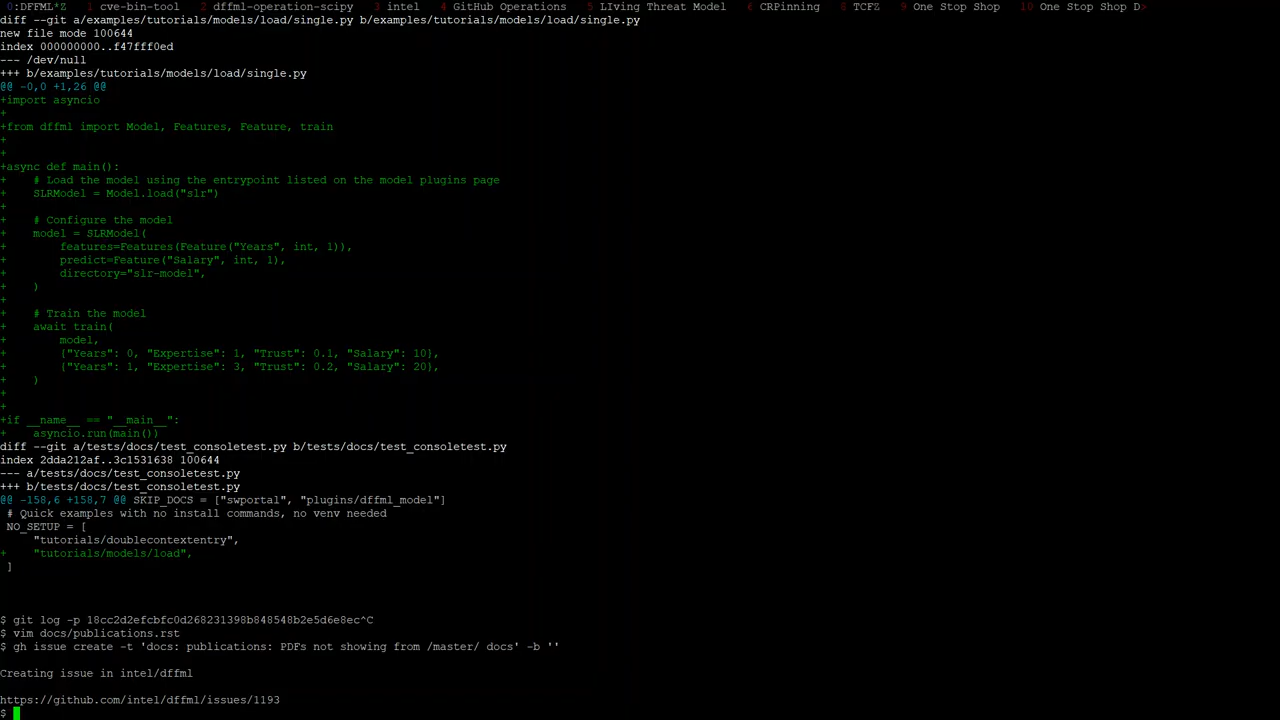 0:DFFML*Z  1 cve-bin-tool  2 dffml-operation-scipy  3 intel  4 GitHub Operations  5 Living Threat Model  6 CRPinning  8 TCFZ  9 One Stop Shop  10 One Stop Shop D>
diff --git a/examples/tutorials/models/load/single.py b/examples/tutorials/models/load/single.py
new file mode 100644
index 000000000..f47fff0ed
--- /dev/null
+++ b/examples/tutorials/models/load/single.py
@@ -0,0 +1,26 @@
+import asyncio
+
+from dffml import Model, Features, Feature, train
+
+
+async def main():
+    # Load the model using the entrypoint listed on the model plugins page
+    SLRModel = Model.load("slr")
+
+    # Configure the model
+    model = SLRModel(
+        features=Features(Feature("Years", int, 1)),
+        predict=Feature("Salary", int, 1),
+        directory="slr-model",
+    )
+
+    # Train the model
+    await train(
+        model,
+        {"Years": 0, "Expertise": 1, "Trust": 0.1, "Salary": 10},
+        {"Years": 1, "Expertise": 3, "Trust": 0.2, "Salary": 20},
+    )
+
+
+if __name__ == "__main__":
+    asyncio.run(main())
diff --git a/tests/docs/test_consoletest.py b/tests/docs/test_consoletest.py
index 2dda212af..3c1531638 100644
--- a/tests/docs/test_consoletest.py
+++ b/tests/docs/test_consoletest.py
@@ -158,6 +158,7 @@ SKIP_DOCS = ["swportal", "plugins/dffml_model"]
 # Quick examples with no install commands, no venv needed
 NO_SETUP = [
     "tutorials/doublecontextentry",
+    "tutorials/models/load",
 ]
$ git log -p 18cc2d2efcbfc0d268231398b848548b2e5d6e8ec^C
$ vim docs/publications.rst
$ gh issue create -t 'docs: publications: PDFs not showing from /master/ docs' -b ''
Creating issue in intel/dffml
https://github.com/intel/dffml/issues/1193
$